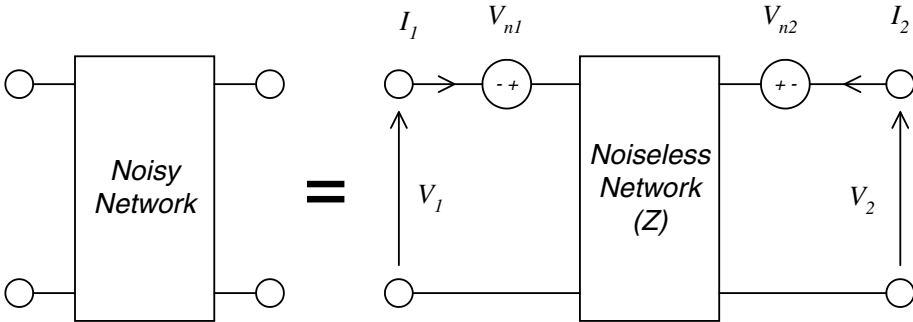 I1 Vn1 Vn2 I2
- + + -
Noisy
Network
=
V1
Noiseless
Network
(Z)
V2